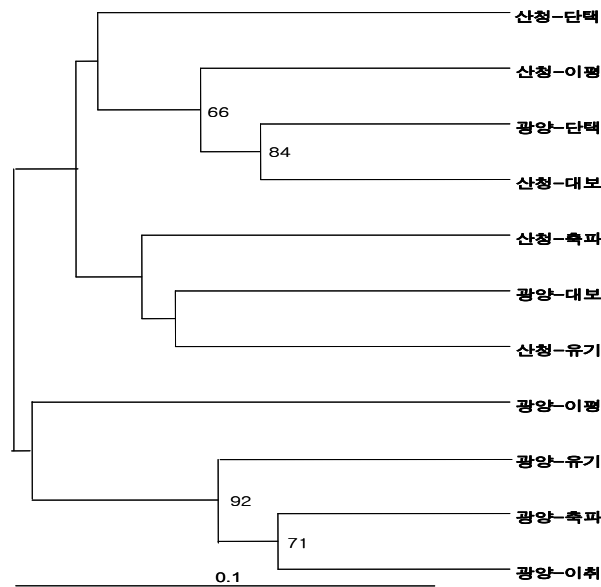 산청-단택
산청-이평
66
광양-단택
84
산청-대보
산청-축파
광양-대보
산청-유기
광양-이평
광양-유기
92
광양-축파
71
광양-이취
0.1